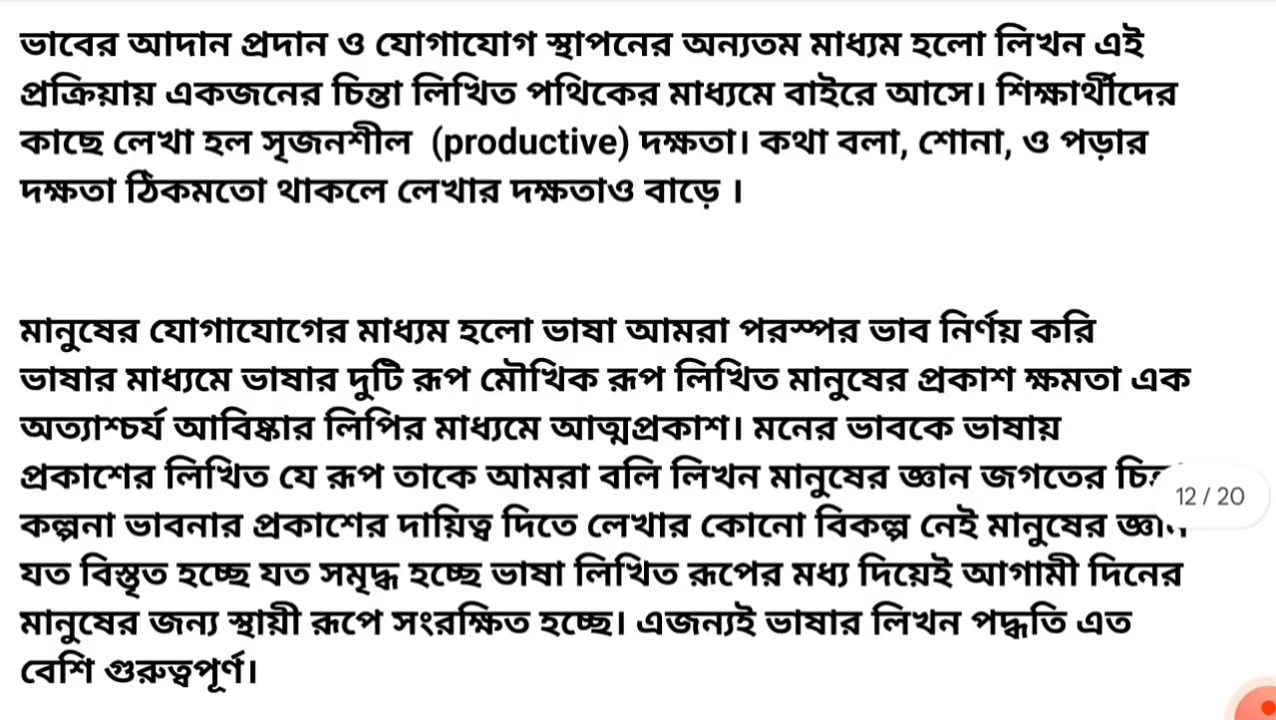 ভাবের আদান প্রদান ও যোগাযোগ স্থাপনের অন্যতম মাধ্যম হলো লিখন এই
প্রক্রিয়ায় একজনের চিন্তা লিখিত পথিকের মাধ্যমে বাইরে আসে। শিক্ষার্থীদের
কাছে লেখা হল সৃজনশীল (productive) দক্ষতা। কথা বলা, শোনা, ও পড়ার
দক্ষতা ঠিকমতো থাকলে লেখার দক্ষতাও বাড়ে ।
মানুষের যোগাযোগের মাধ্যম হলো ভাষা আমরা পরস্পর ভাব নির্ণয় করি
ভাষার মাধ্যমে ভাষার দুটি রূপ মৌখিক রূপ লিখিত মানুষের প্রকাশ ক্ষমতা এক
অত্যাশ্চর্য আবিষ্কার লিপির মাধ্যমে আত্মপ্রকাশ। মনের ভাবকে ভাষায়
প্রকাশের লিখিত যে রূপ তাকে আমরা বলি লিখন মানুষের জ্ঞান জগতের
12 / 20
কল্পনা ভাবনার প্রকাশের দায়িত্ব দিতে লেখার কোনো বিকল্প নেই মানুষের জ্ঞান
যত বিস্তৃত হচ্ছে যত সমৃদ্ধ হচ্ছে ভাষা লিখিত রূপের মধ্য দিয়েই আগামী দিনের
মানুষের জন্য স্থায়ী রূপে সংরক্ষিত হচ্ছে। এজন্যই ভাষার লিখন পদ্ধতি এত
বেশি গুরুত্বপূর্ণ।